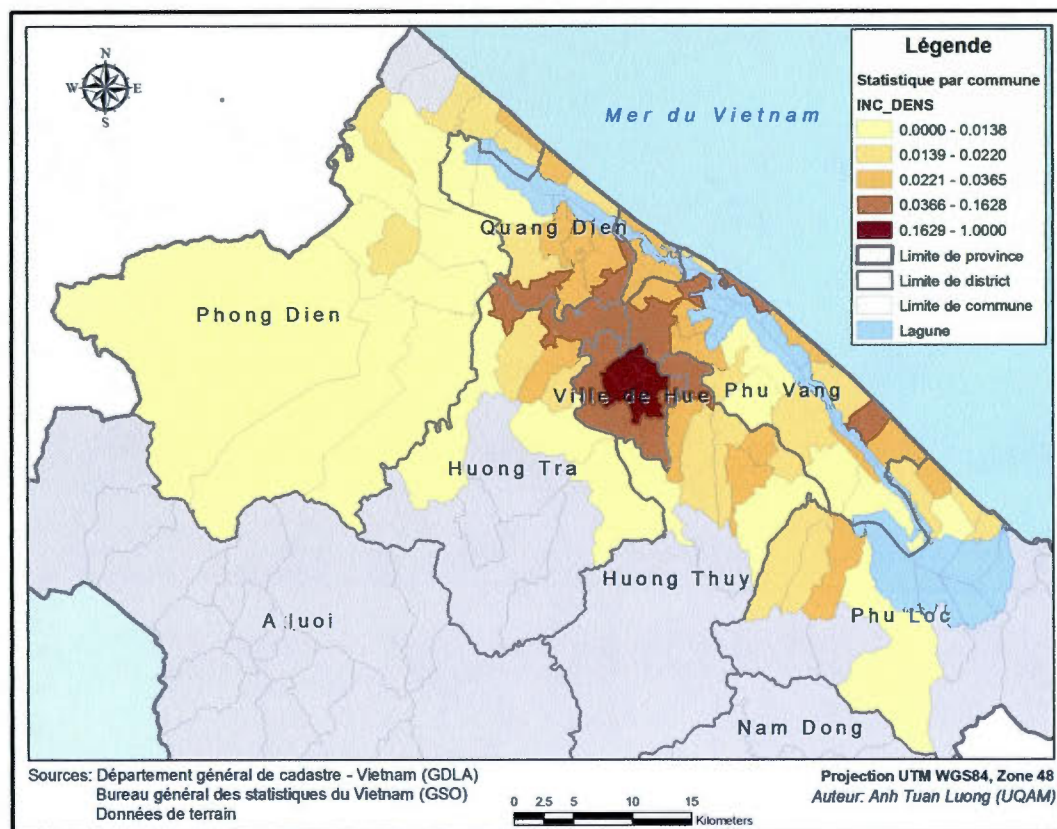 N
W E
S
Mer du Vietnam
Légende
Statistique par commune
INC_DENS
0.0000 - 0.0138
0.0139 - 0.0220
0.0221 - 0.0365
0.0366 - 0.1628
0.1629 - 1.0000
Limite de province
Limite de district
Limite de commune
Lagune
Quang Dien
Phong Dien
Ville de Hue
Phu Vang
Huong Tra
Huong Thuy
A luoi
Phu Loc
Nam Dong
Sources: Département général de cadastre - Vietnam (GDLA)
Bureau général des statistiques du Vietnam (GSO)
Données de terrain
0 2.5 5 10 15
Kilometers
Projection UTM WGS84, Zone 48
Auteur: Anh Tuan Luong (UQAM)